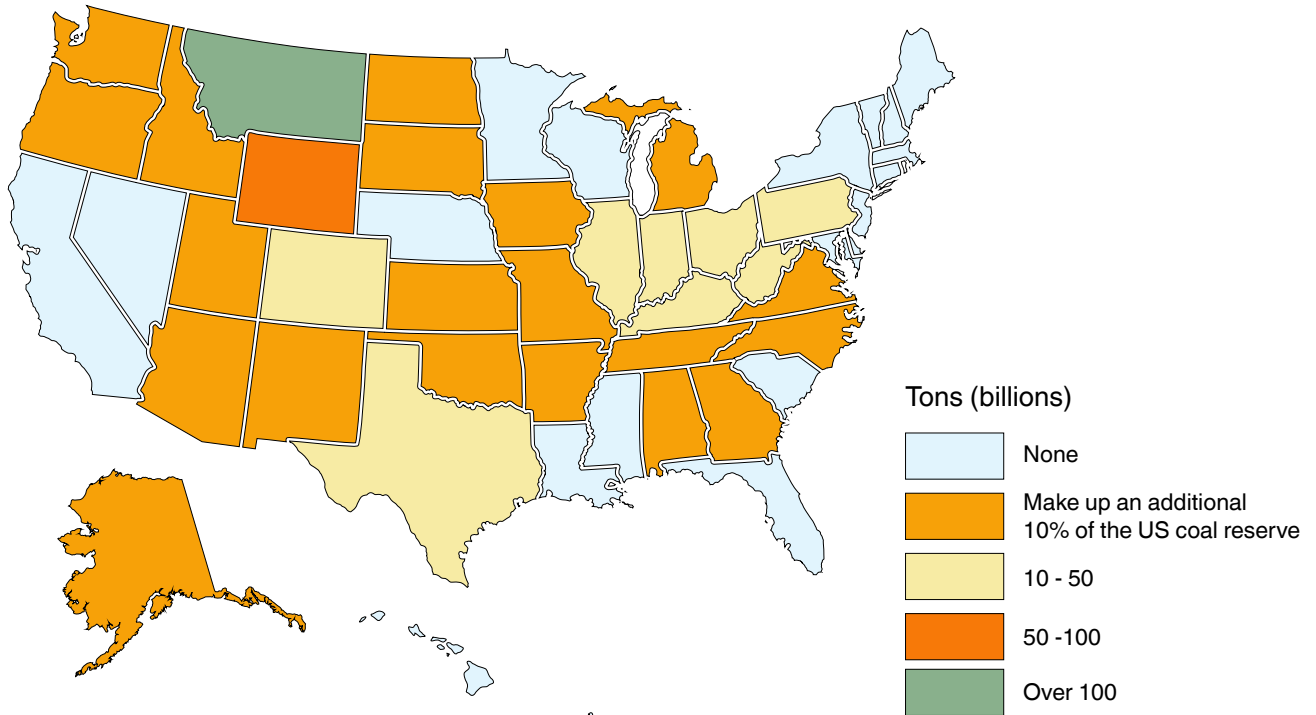 Tons (billions)
None
Make up an additional
10% of the US coal reserve
10 - 50
50 -100
Over 100